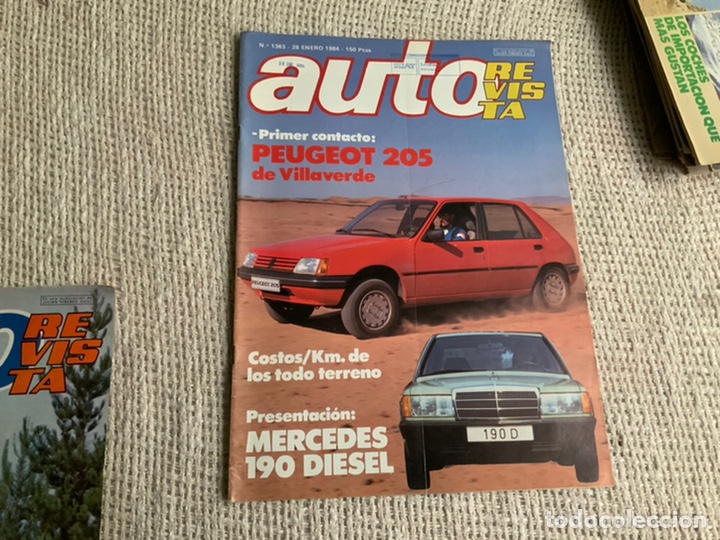 N.º 1363 - 28 ENERO 1984 - 150 Ptas
auto
RE
VIS
TA
-Primer contacto:
PEUGEOT 205
de Villaverde
PEUGEOT 205
Costos/Km. de
los todo terreno
Presentación:
MERCEDES
190 DIESEL
190 D
RE
VIS
TA
LOS COCHES
DE IMPORTACION QUE
MAS GUSTAN
todocoleccion.net